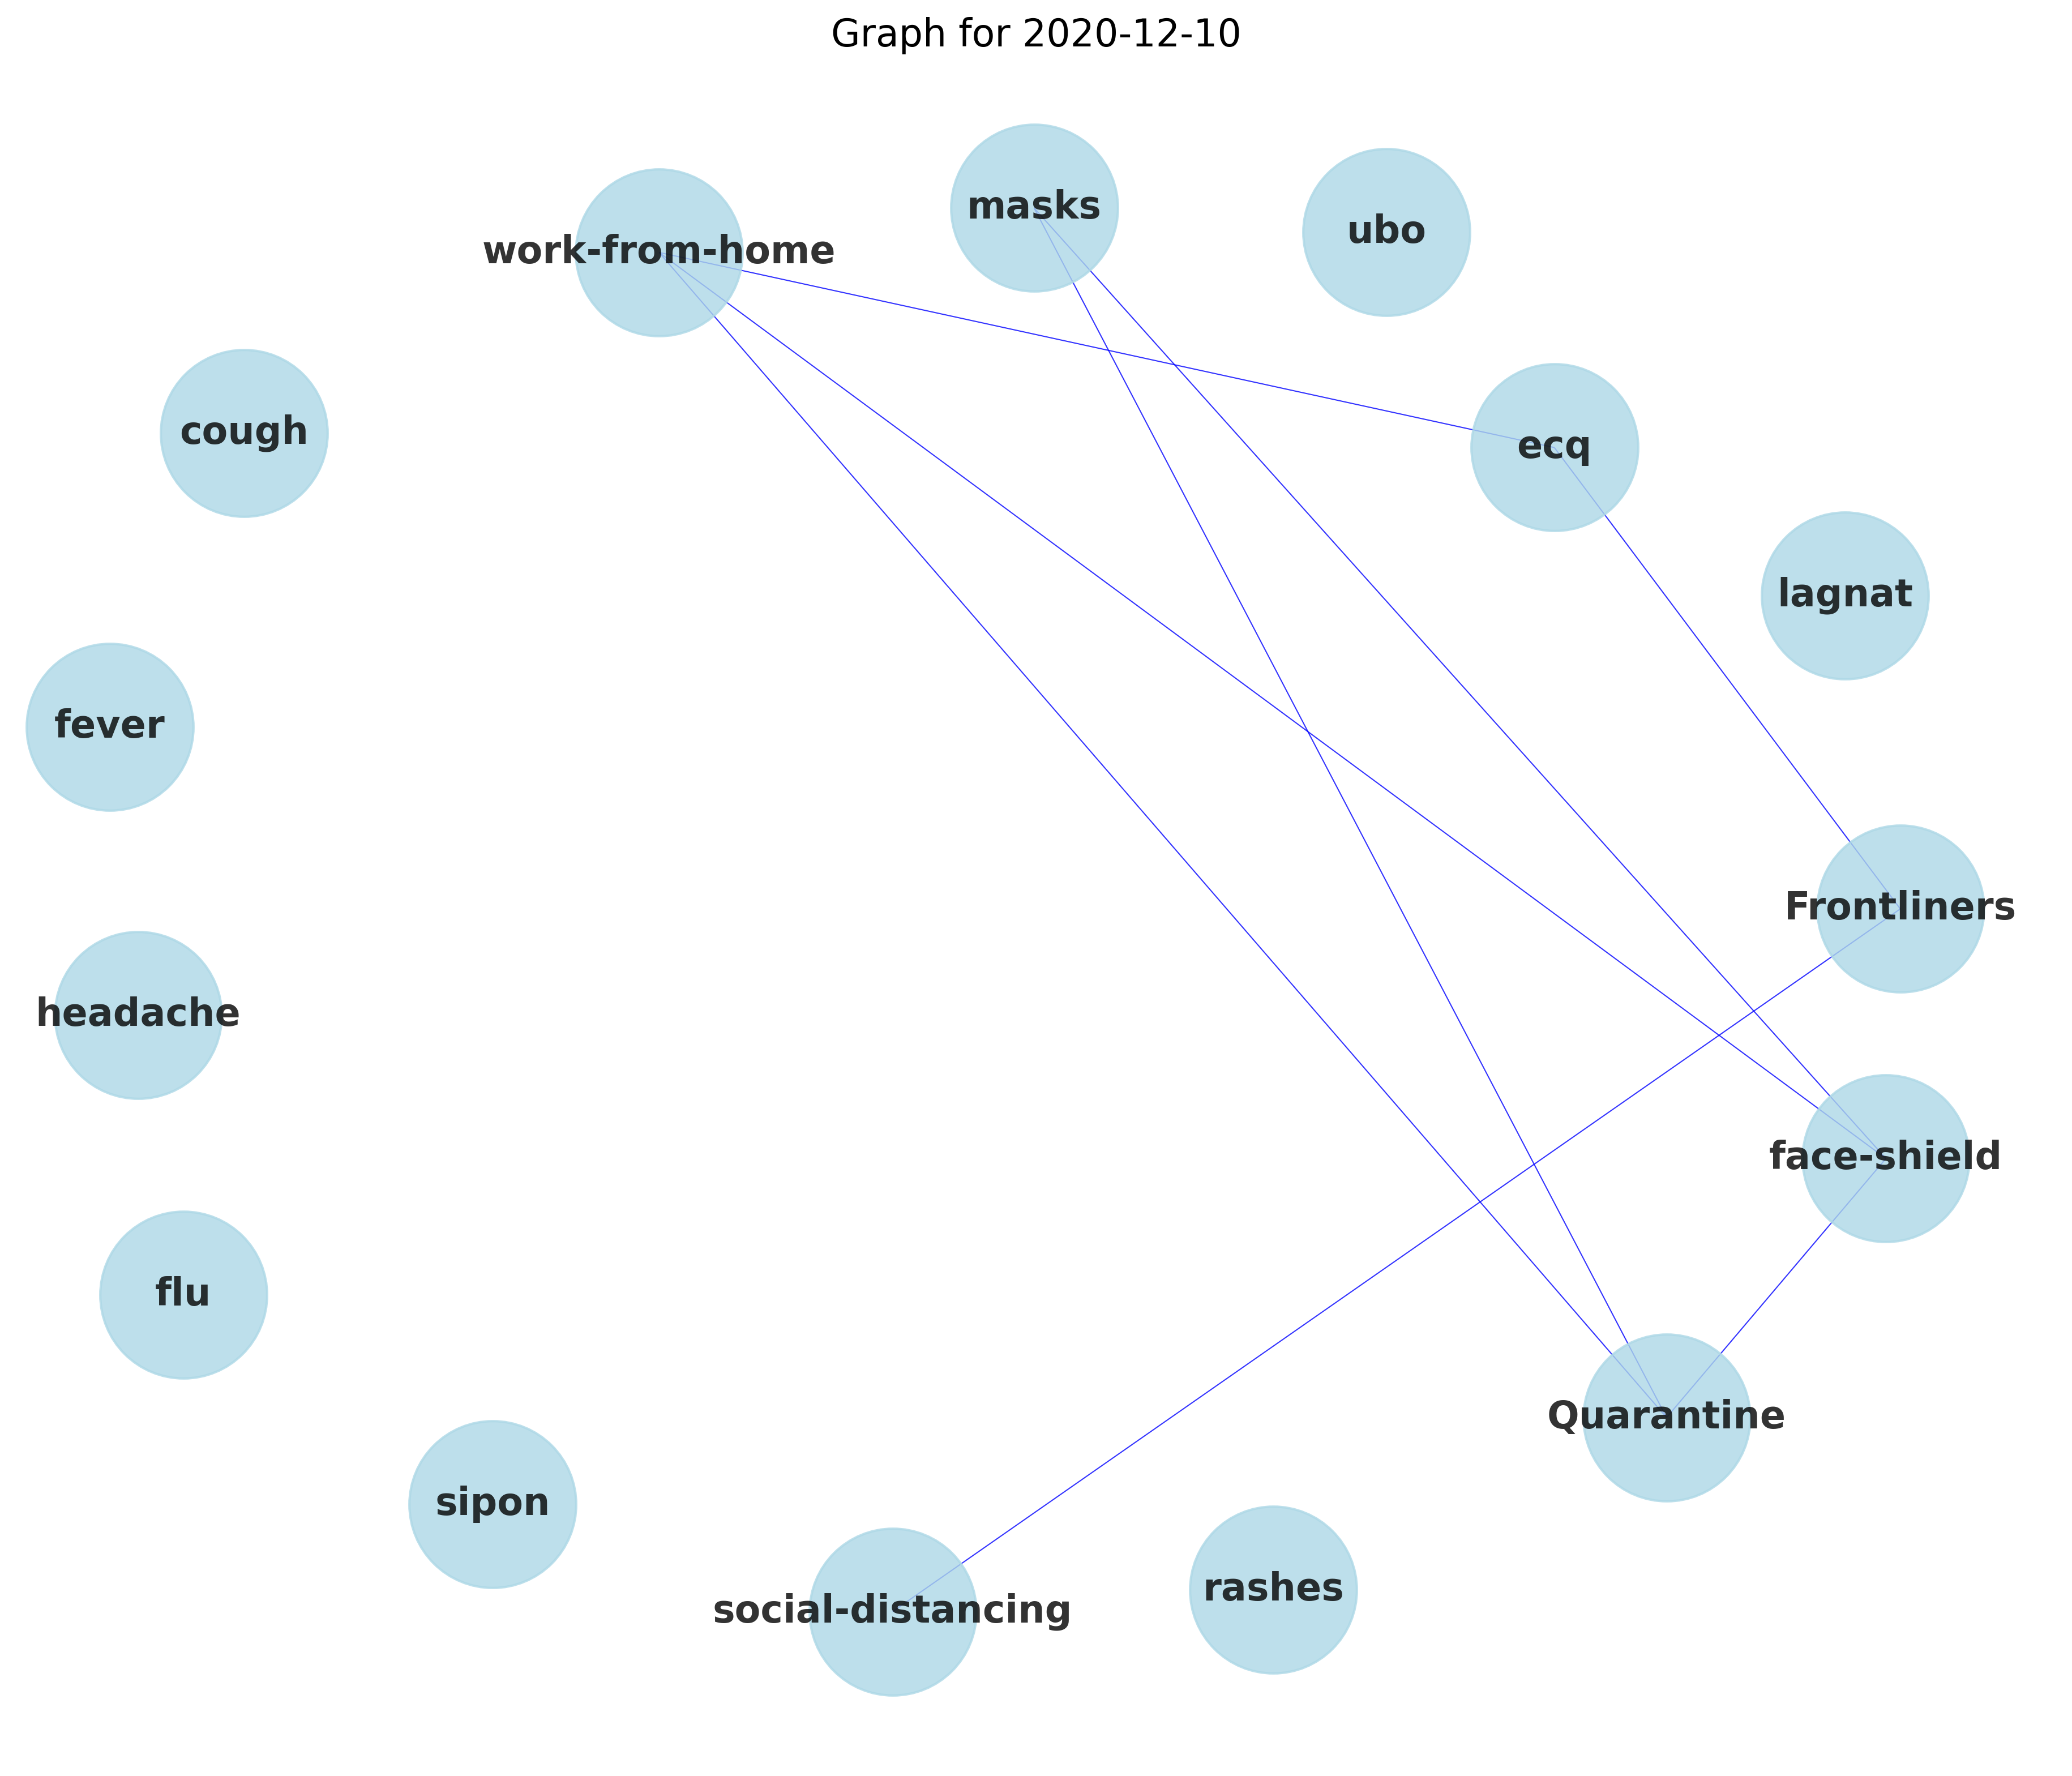 Graph for 2020-12-10
masks
ubo
work-from-home
cough
ecq
lagnat
fever
Frontliners
headache
face-shield
flu
Quarantine
sipon
rashes
social-distancing